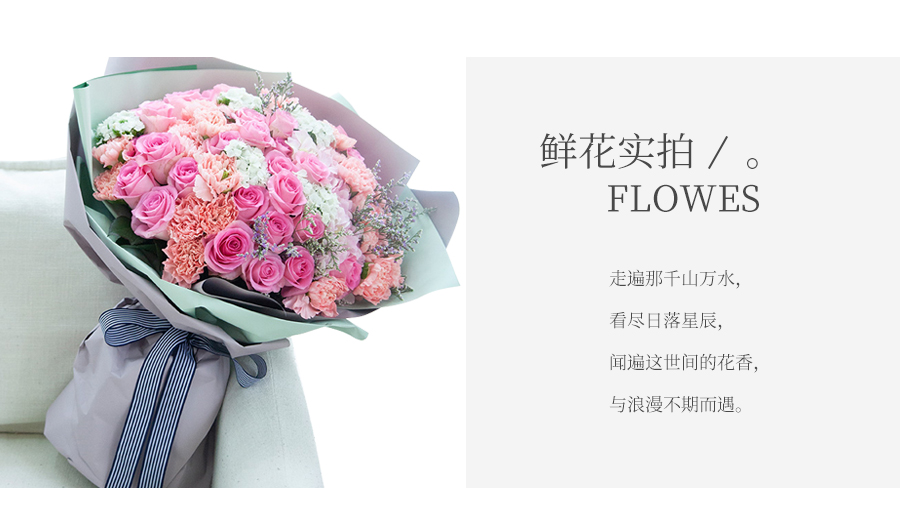 鲜花实拍 / 。
FLOWES
走遍那千山万水，
看尽日落星辰，
闻遍这世间的花香，
与浪漫不期而遇。